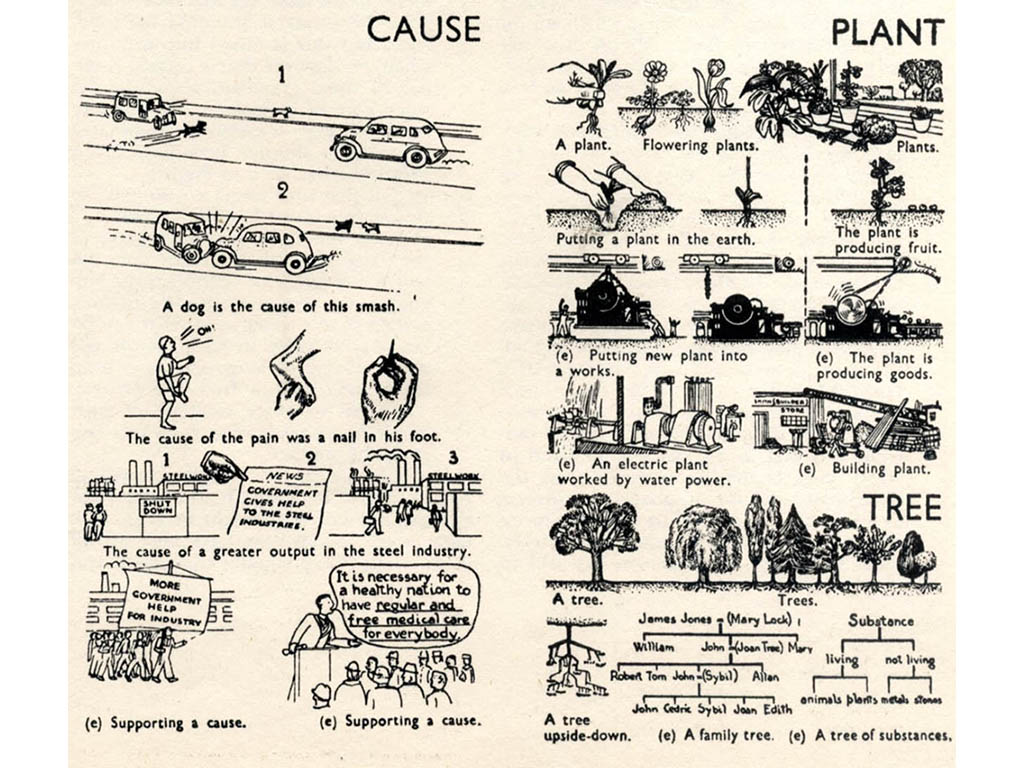 CAUSE
1
2
A dog is the cause of this smash.
OH!
The cause of the pain was a nail in his foot.
1
STEELWORK
SHUT
DOWN
2
NEWS
GOVERNMENT
GIVES HELP
TO THE STEEL
INDUSTRIES.
3
STEELWORK
The cause of a greater output in the steel industry.
MORE
GOVERNMENT
HELP
FOR INDUSTRY
(e) Supporting a cause.
It is necessary for
a healthy nation to
have regular and
free medical care
for everybody.
(e) Supporting a cause.
PLANT
A plant.
Flowering plants.
Plants.
Putting a plant in the earth.
The plant is
producing fruit.
(e) Putting new plant into
a works.
(e) The plant is
producing goods.
(e) An electric plant
worked by water power.
BUILDER
STORE
(e) Building plant.
TREE
A tree.
Trees.
A tree
upside-down.
James Jones = (Mary Lock)
William John = (Joan Tree) Mary
Robert Tom John = (Sybil) Allan
John Cedric Sybil Joan Edith
(e) A family tree.
Substance
living not living
animals plants metals stones
(e) A tree of substances.